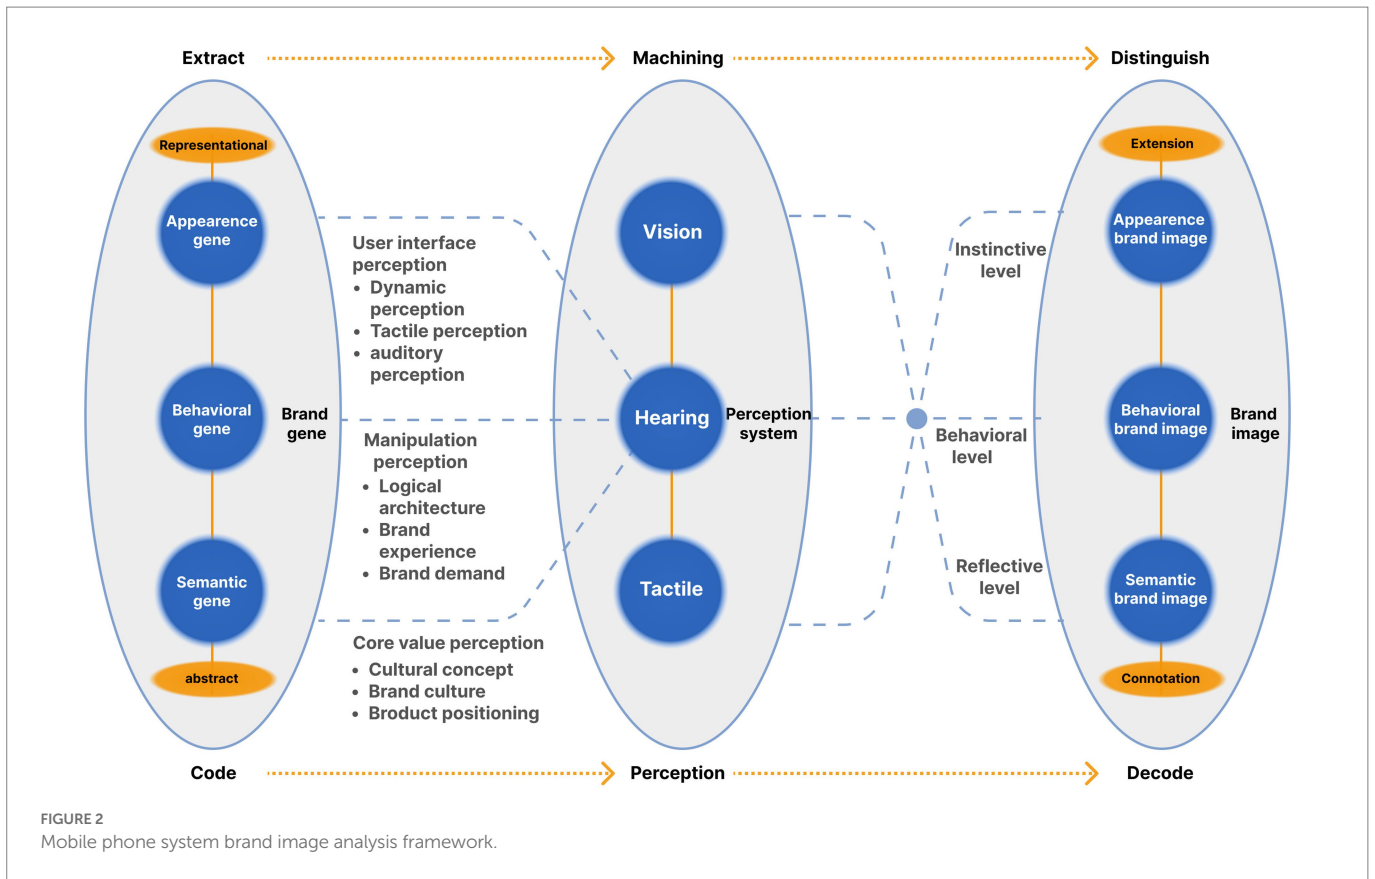 Extract
Machining
Distinguish
Representational
Appearence
gene
Behavioral
gene
Brand
gene
Semantic
gene
abstract
User interface
perception
• Dynamic
perception
• Tactile perception
• auditory
perception
Manipulation
perception
• Logical
architecture
• Brand
experience
• Brand demand
Core value perception
• Cultural concept
• Brand culture
• Broduct positioning
Vision
Hearing
Perception
system
Tactile
Instinctive
level
Behavioral
level
Reflective
level
Extension
Appearence
brand image
Behavioral
brand image
Brand
image
Semantic
brand image
Connotation
Code
Perception
Decode
FIGURE 2
Mobile phone system brand image analysis framework.